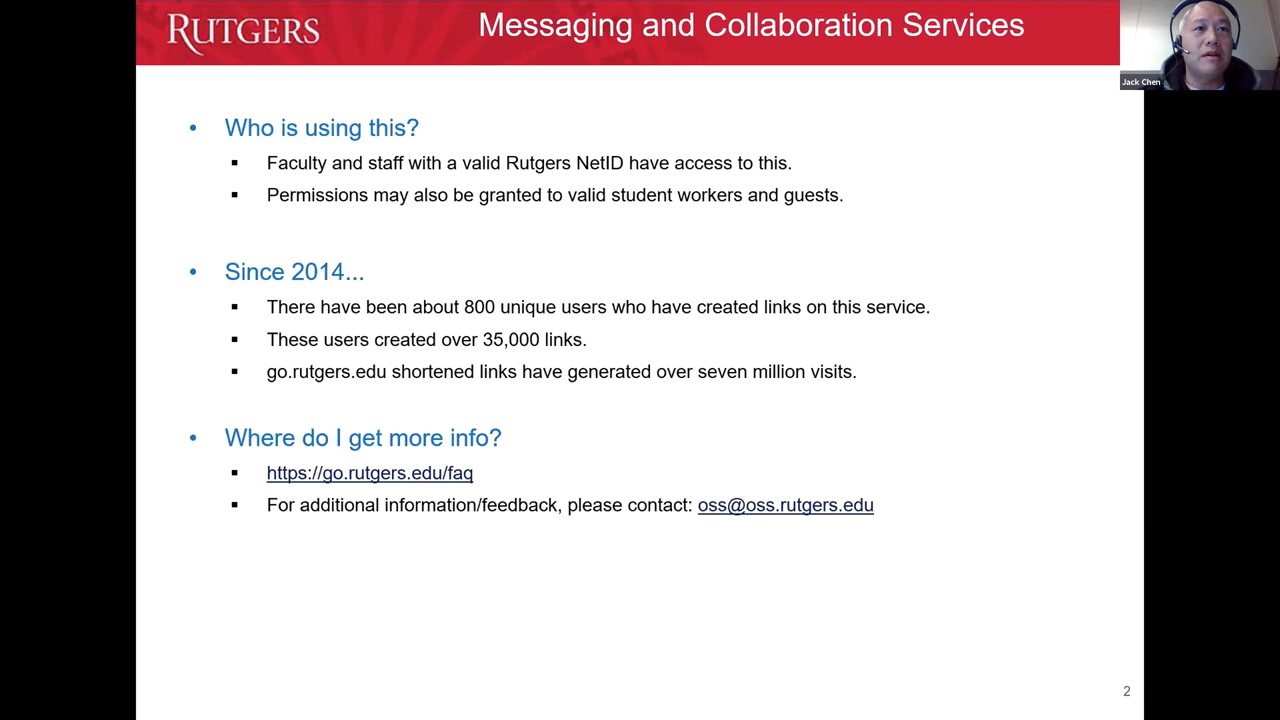 RUTGERS
Messaging and Collaboration Services
Jack Chen
• Who is using this?
▪ Faculty and staff with a valid Rutgers NetID have access to this.
▪ Permissions may also be granted to valid student workers and guests.
• Since 2014...
▪ There have been about 800 unique users who have created links on this service.
▪ These users created over 35,000 links.
▪ go.rutgers.edu shortened links have generated over seven million visits.
• Where do I get more info?
▪ https://go.rutgers.edu/faq
▪ For additional information/feedback, please contact: oss@oss.rutgers.edu
2